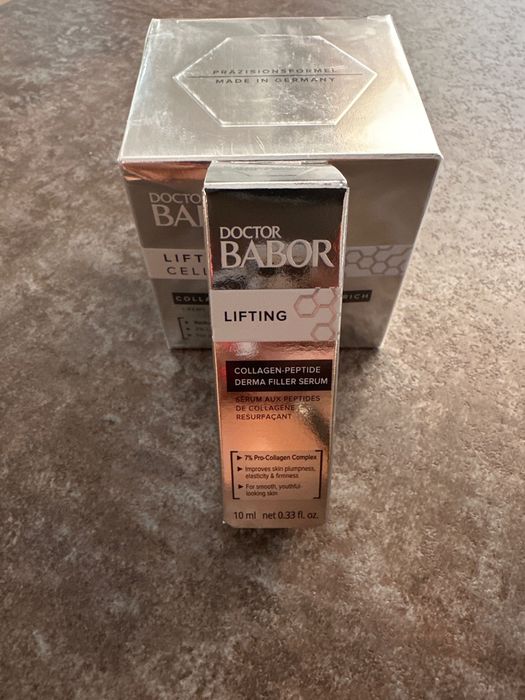 PRÄZISIONSFORMEL
MADE IN GERMANY
DOCTOR
LIFT
CELL
RICH
DOCTOR
BABOR
LIFTING
COLLAGEN-PEPTIDE
DERMA FILLER SERUM
SÉRUM AUX PEPTIDES
DE COLLAGÈNE
RESURFAÇANT
7% Pro-Collagen Complex
Improves skin plumpness,
elasticity & firmness
For smooth, youthful-
looking skin
10 ml net 0.33 fl. oz.